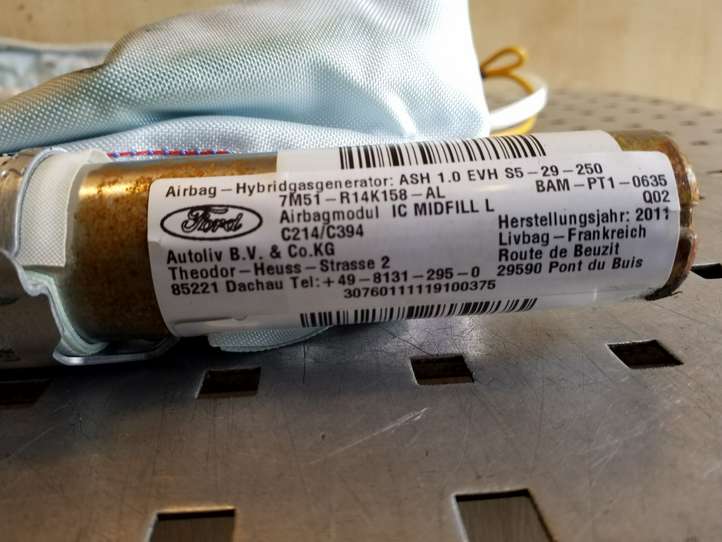 Airbag-Hybridgasgenerator: ASH 1.0 EVH S5-29-250
7M51-R14K158-AL BAM-PT1-0635
Airbagmodul IC MIDFILL L Q02
C214/C394 Herstellungsjahr: 2011
Ford
Autoliv B.V. & Co.KG Livbag-Frankreich
Theodor-Heuss-Strasse 2 Route de Beuzit
85221 Dachau Tel:+49-8131-295-0 29590 Pont du Buis
30760111119100375